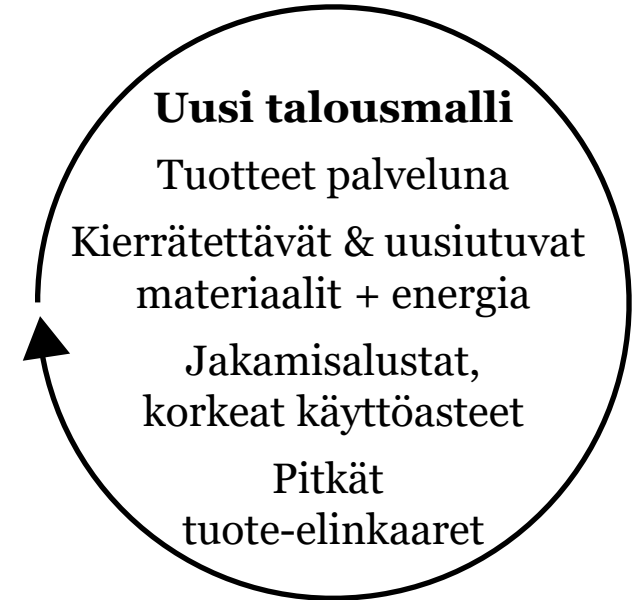 Uusi talousmalli
Tuotteet palveluna
Kierrätettävät & uusiutuvat
materiaalit + energia
Jakamisalustat,
korkeat käyttöasteet
Pitkät
tuote-elinkaaret